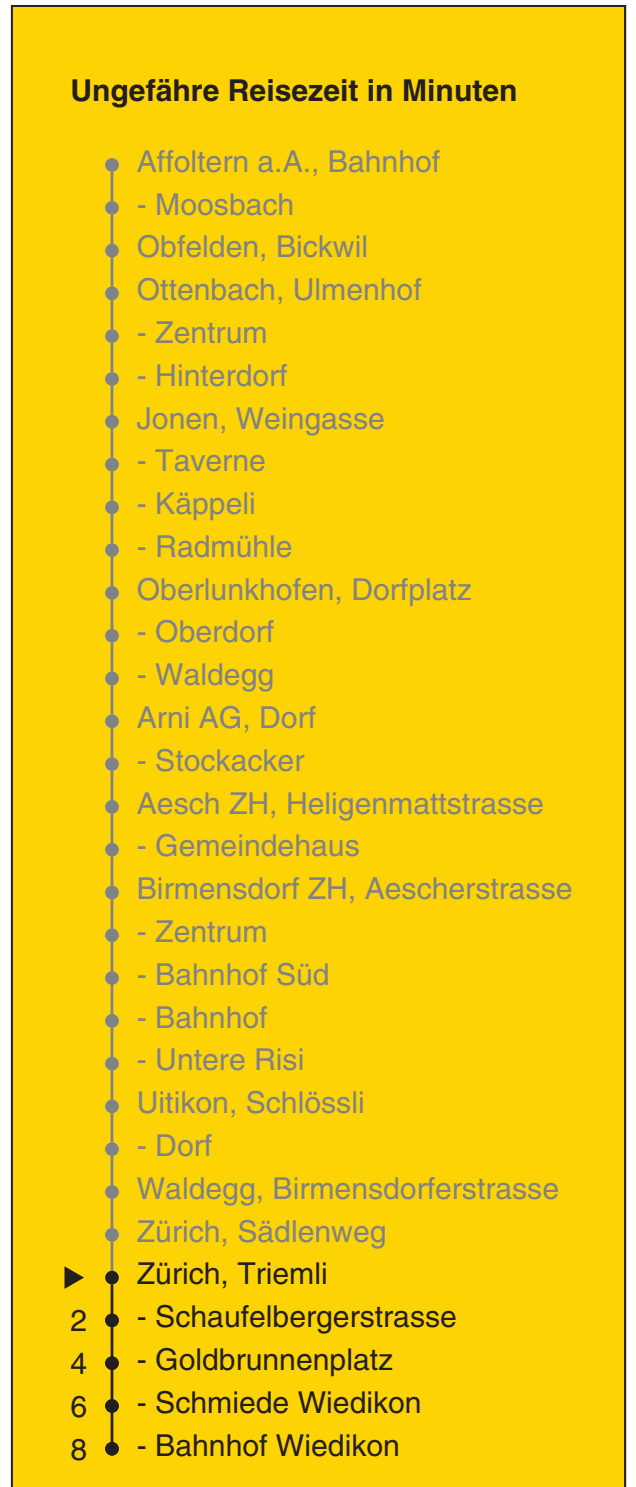 Ungefähre Reisezeit in Minuten
Affoltern a.A., Bahnhof
- Moosbach
Obfelden, Bickwil
Ottenbach, Ulmenhof
- Zentrum
- Hinterdorf
Jonen, Weingasse
- Taverne
- Käppeli
- Radmühle
Oberlunkhofen, Dorfplatz
- Oberdorf
- Waldegg
Arni AG, Dorf
- Stockacker
Aesch ZH, Heligenmattstrasse
- Gemeindehaus
Birmensdorf ZH, Aescherstrasse
- Zentrum
- Bahnhof Süd
- Bahnhof
- Untere Risi
Uitikon, Schlössli
- Dorf
Waldegg, Birmensdorferstrasse
Zürich, Sädlenweg
Zürich, Triemli
2 - Schaufelbergerstrasse
4 - Goldbrunnenplatz
6 - Schmiede Wiedikon
8 - Bahnhof Wiedikon